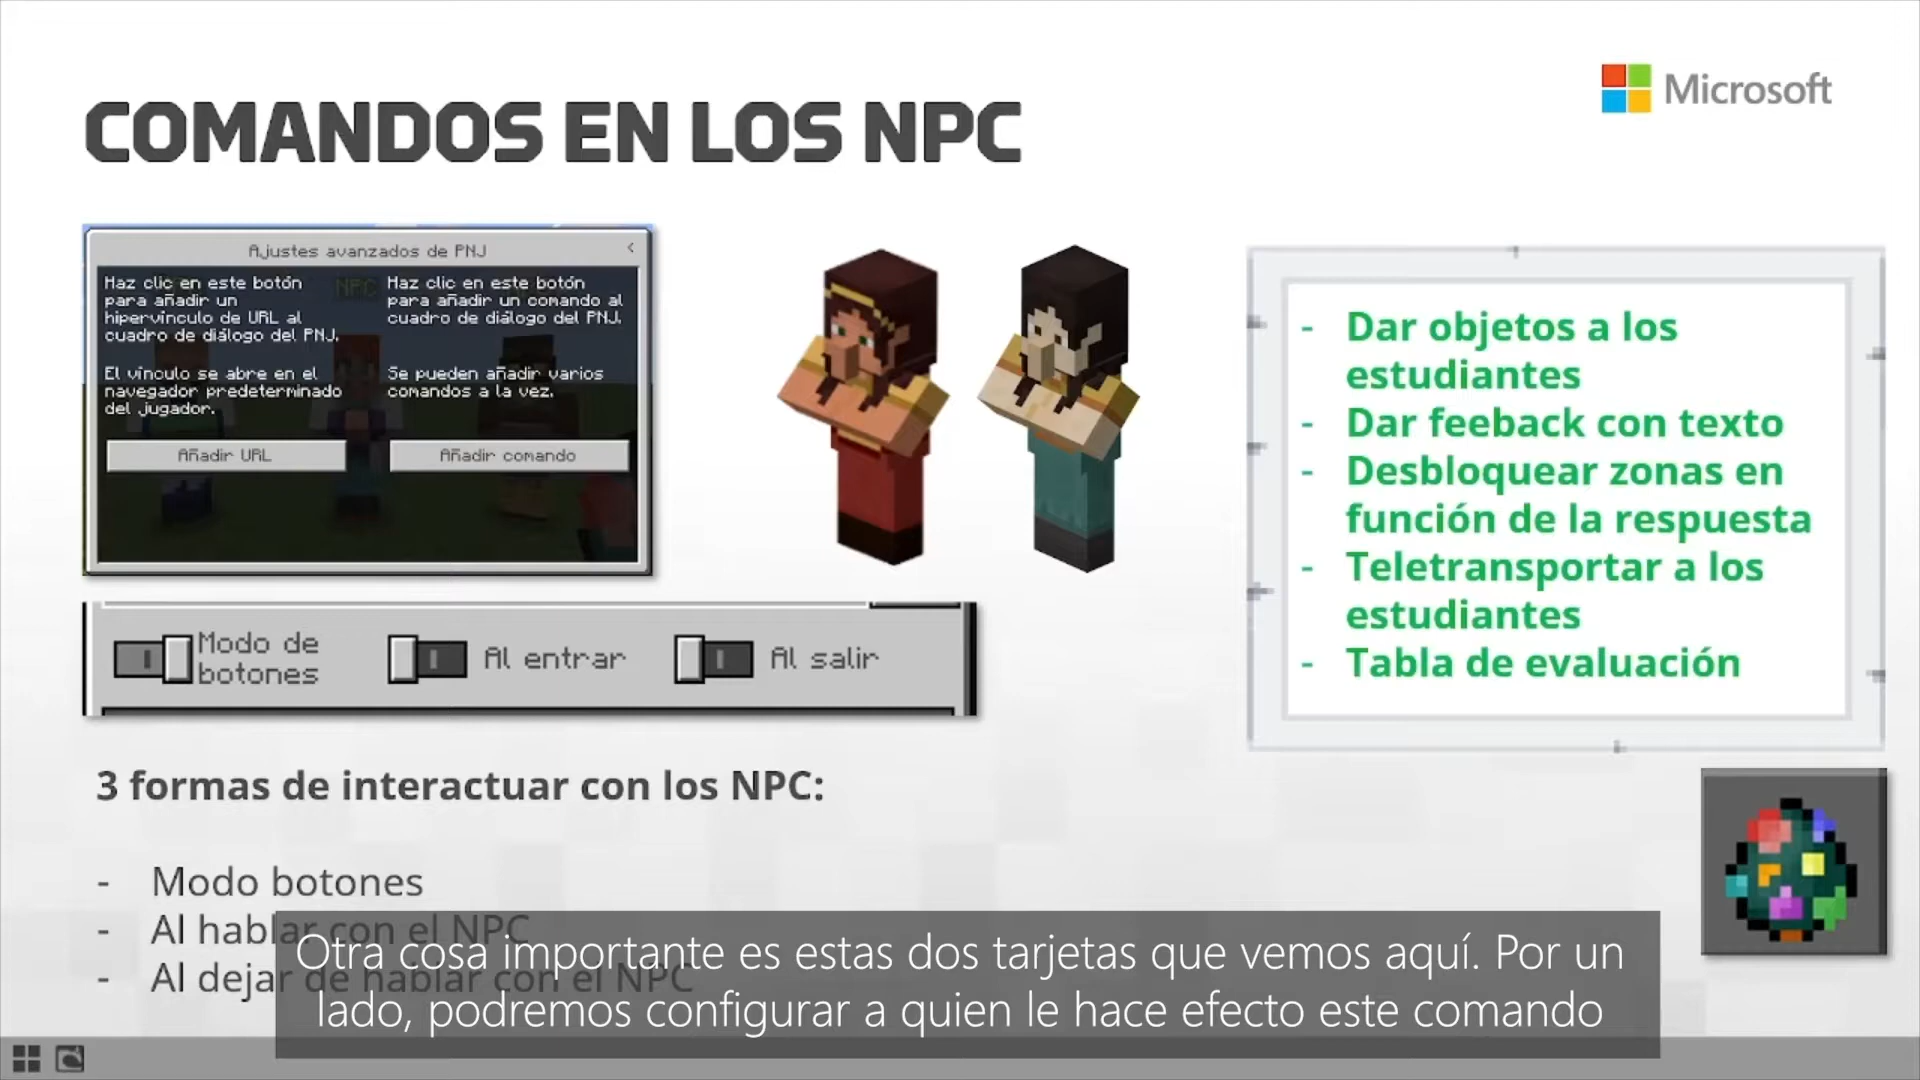 COMANDOS EN LOS NPC
Microsoft
Ajustes avanzados de PNJ
Haz clic en este botón
para añadir un
hipervínculo de URL al
cuadro de diálogo del PNJ.
El vínculo se abre en el
navegador predeterminado
del jugador.
Añadir URL
Haz clic en este botón
para añadir un comando al
cuadro de diálogo del PNJ.
Se pueden añadir varios
comandos a la vez.
Añadir comando
NPC
Modo de
botones
Al entrar
Al salir
- Dar objetos a los
estudiantes
- Dar feeback con texto
- Desbloquear zonas en
función de la respuesta
- Teletransportar a los
estudiantes
- Tabla de evaluación
3 formas de interactuar con los NPC:
- Modo botones
- Al hablar con el NPC
- Al dejar de hablar con el NPC
Otra cosa importante es estas dos tarjetas que vemos aquí. Por un
lado, podremos configurar a quien le hace efecto este comando